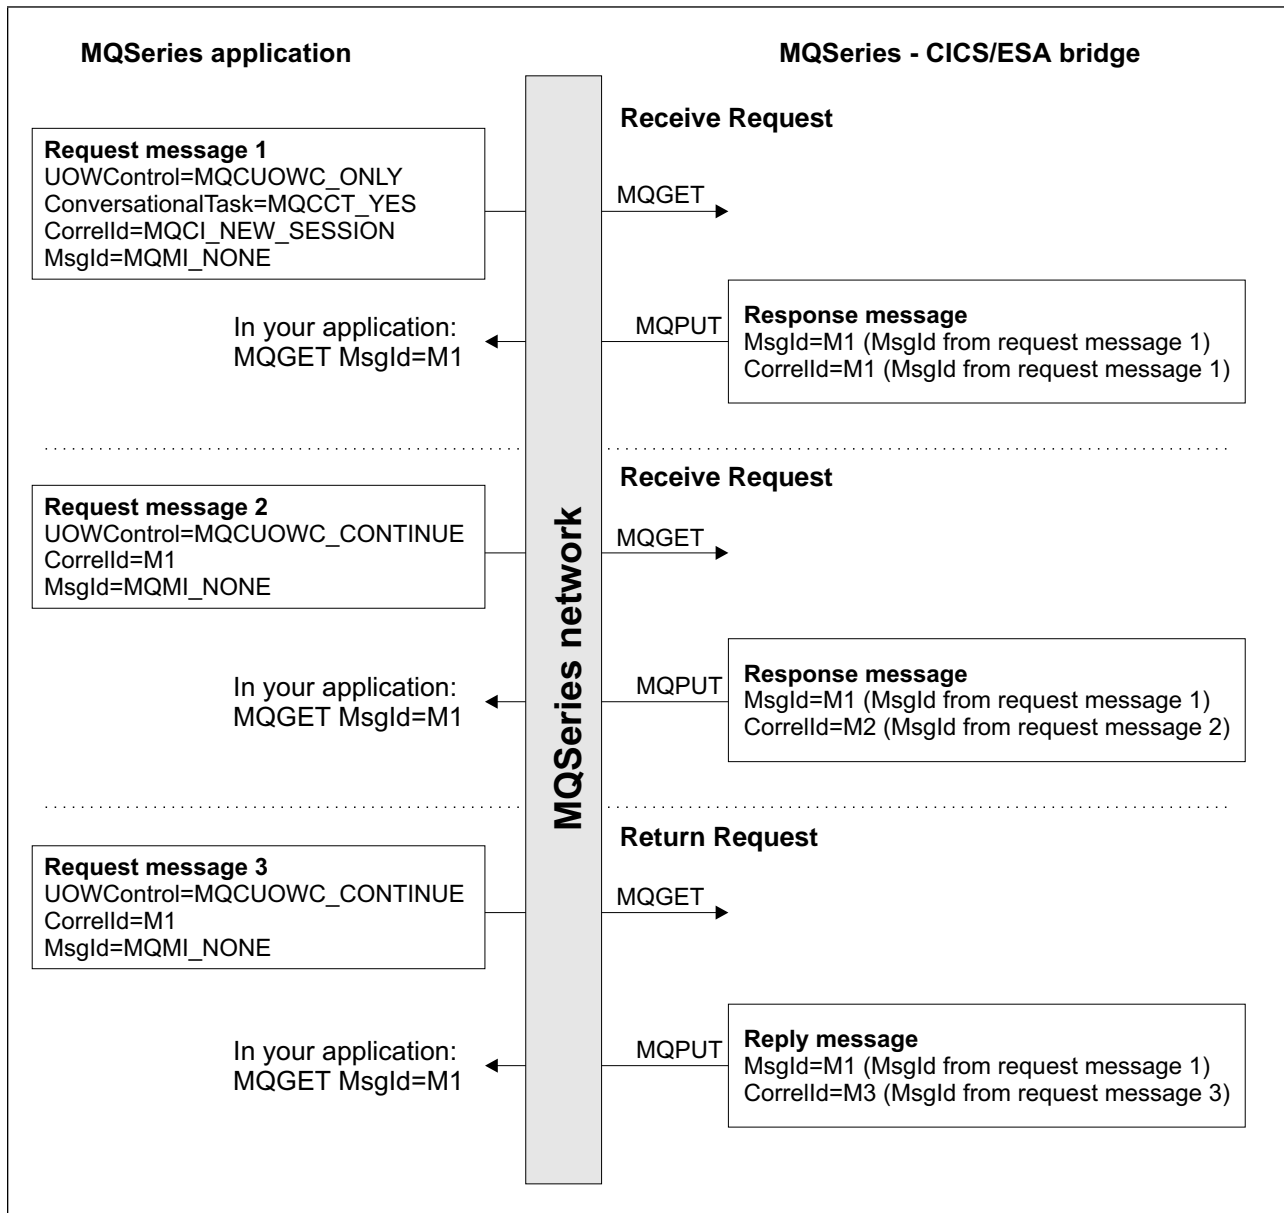 MQSeries application
MQSeries - CICS/ESA bridge
Receive Request
Request message 1
UOWControl=MQCUOWC_ONLY
ConversationalTask=MQCCT_YES
CorrelId=MQCI_NEW_SESSION
MsgId=MQMI_NONE
MQGET
In your application:
MQGET MsgId=M1
MQPUT
Response message
MsgId=M1 (MsgId from request message 1)
CorrelId=M1 (MsgId from request message 1)
MQSeries network
Receive Request
Request message 2
UOWControl=MQCUOWC_CONTINUE
CorrelId=M1
MsgId=MQMI_NONE
MQGET
In your application:
MQGET MsgId=M1
MQPUT
Response message
MsgId=M1 (MsgId from request message 1)
CorrelId=M2 (MsgId from request message 2)
Return Request
Request message 3
UOWControl=MQCUOWC_CONTINUE
CorrelId=M1
MsgId=MQMI_NONE
MQGET
In your application:
MQGET MsgId=M1
MQPUT
Reply message
MsgId=M1 (MsgId from request message 1)
CorrelId=M3 (MsgId from request message 3)